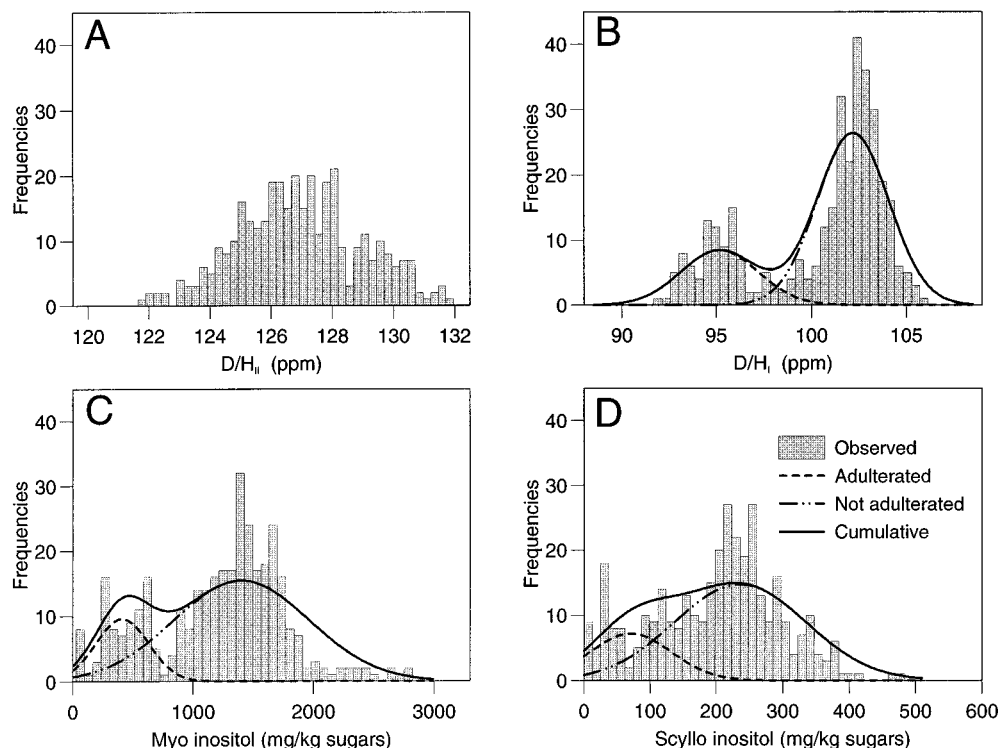 A
Frequencies
40
30
20
10
0
120 122 124 126 128 130 132
D/H_II (ppm)
B
Frequencies
40
30
20
10
0
90 95 100 105
D/H_I (ppm)
C
Frequencies
40
30
20
10
0
0 1000 2000 3000
Myo inositol (mg/kg sugars)
D
Observed
Adulterated
Not adulterated
Cumulative
Frequencies
40
30
20
10
0
0 100 200 300 400 500 600
Scyllo inositol (mg/kg sugars)